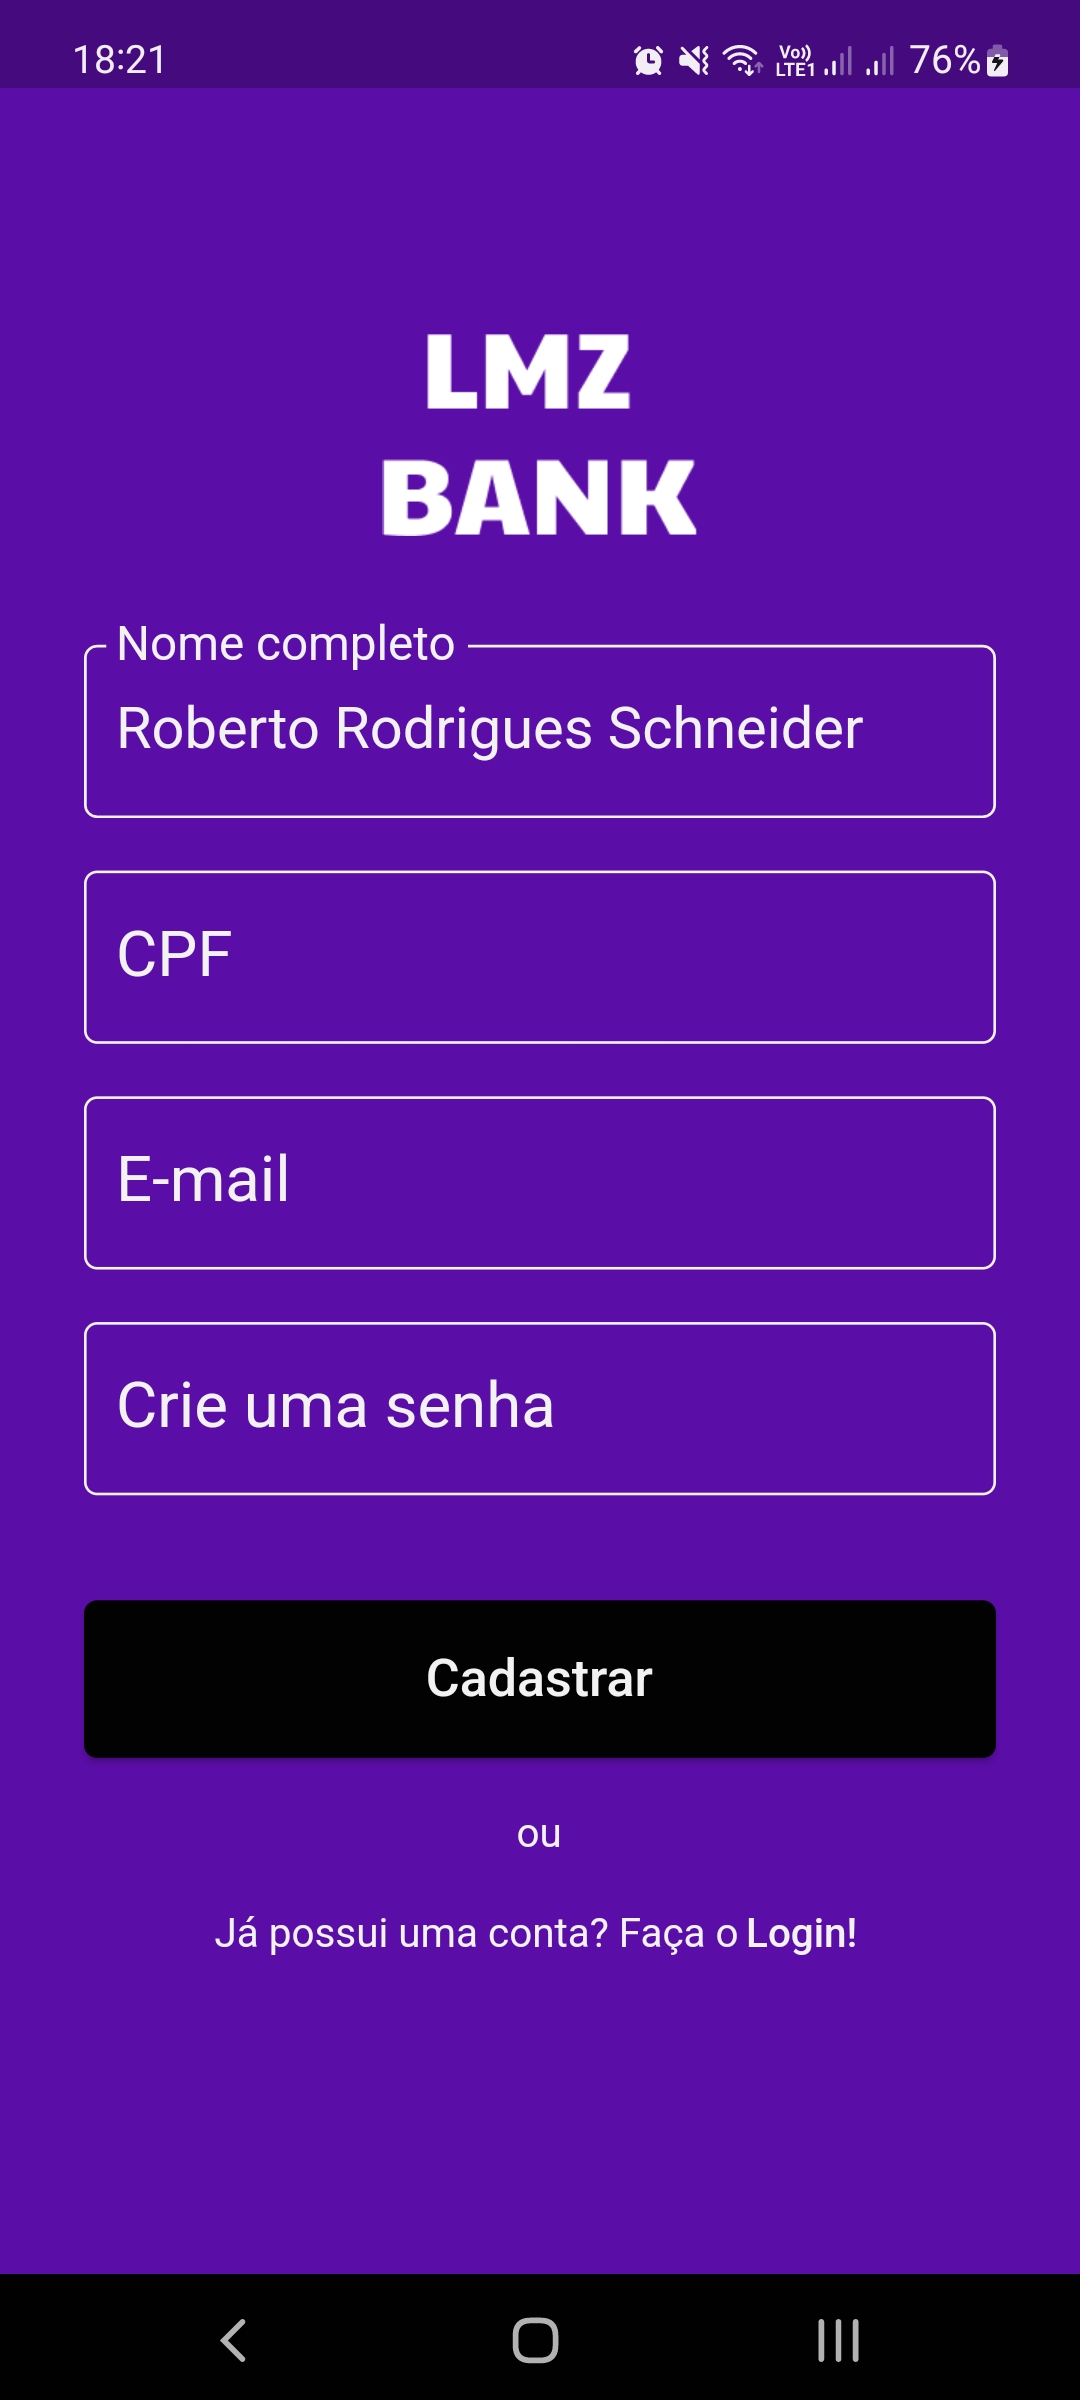 18:21
Vo)) LTE1 76%
LMZ
BANK
Nome completo
Roberto Rodrigues Schneider
CPF
E-mail
Crie uma senha
Cadastrar
ou
Já possui uma conta? Faça o Login!